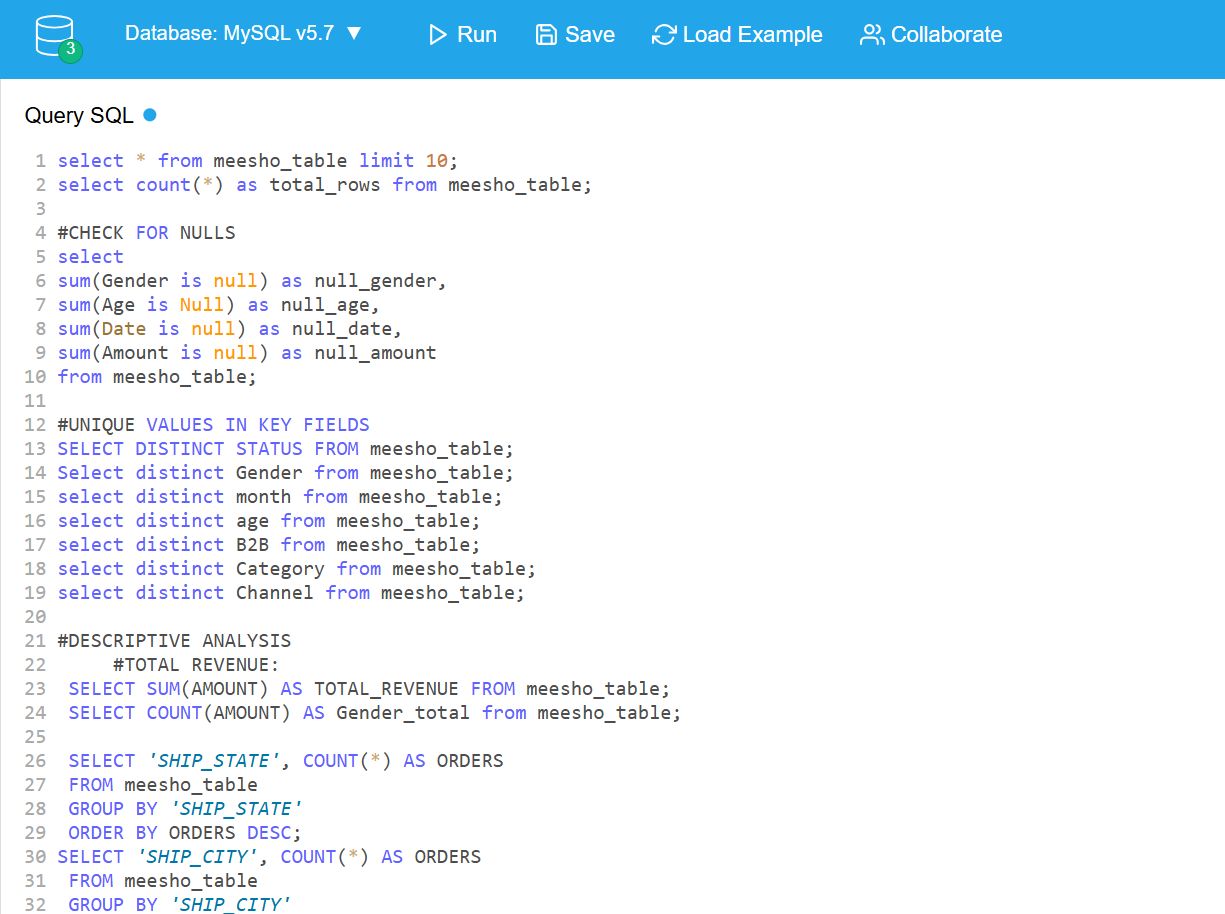 3
Database: MySQL v5.7 ▼ Run Save Load Example Collaborate
Query SQL
1 select * from meesho_table limit 10;
2 select count(*) as total_rows from meesho_table;
3
4 #CHECK FOR NULLS
5 select
6 sum(Gender is null) as null_gender,
7 sum(Age is Null) as null_age,
8 sum(Date is null) as null_date,
9 sum(Amount is null) as null_amount
10 from meesho_table;
11
12 #UNIQUE VALUES IN KEY FIELDS
13 SELECT DISTINCT STATUS FROM meesho_table;
14 Select distinct Gender from meesho_table;
15 select distinct month from meesho_table;
16 select distinct age from meesho_table;
17 select distinct B2B from meesho_table;
18 select distinct Category from meesho_table;
19 select distinct Channel from meesho_table;
20
21 #DESCRIPTIVE ANALYSIS
22 #TOTAL REVENUE:
23 SELECT SUM(AMOUNT) AS TOTAL_REVENUE FROM meesho_table;
24 SELECT COUNT(AMOUNT) AS Gender_total from meesho_table;
25
26 SELECT 'SHIP_STATE', COUNT(*) AS ORDERS
27 FROM meesho_table
28 GROUP BY 'SHIP_STATE'
29 ORDER BY ORDERS DESC;
30 SELECT 'SHIP_CITY', COUNT(*) AS ORDERS
31 FROM meesho_table
32 GROUP BY 'SHIP_CITY'